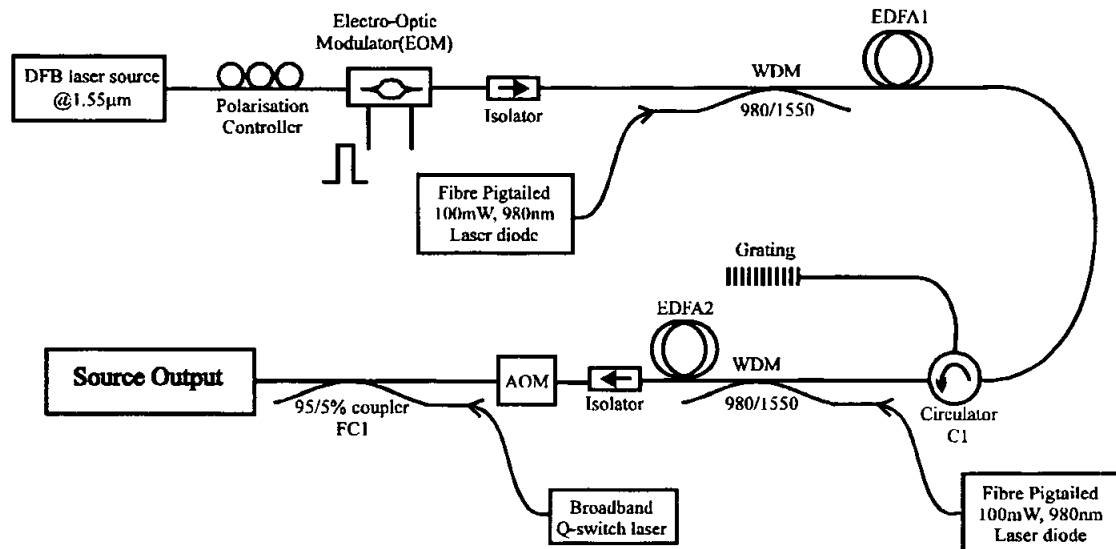 DFB laser source
@1.55μm
Polarisation
Controller
Electro-Optic
Modulator(EOM)
Isolator
WDM
980/1550
EDFA1
Fibre Pigtailed
100mW, 980nm
Laser diode
Grating
EDFA2
WDM
980/1550
Circulator
C1
Isolator
AOM
95/5% coupler
FC1
Source Output
Broadband
Q-switch laser
Fibre Pigtailed
100mW, 980nm
Laser diode